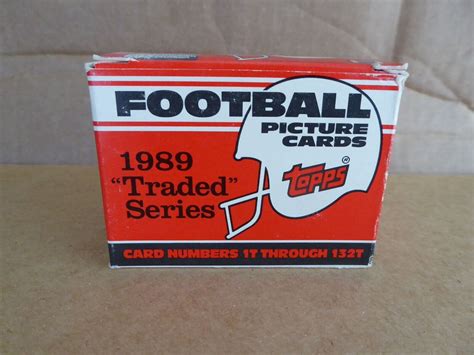 FOOTBALL
PICTURE
CARDS
1989
"Traded"
Series
topps®
CARD NUMBERS 1T THROUGH 132T